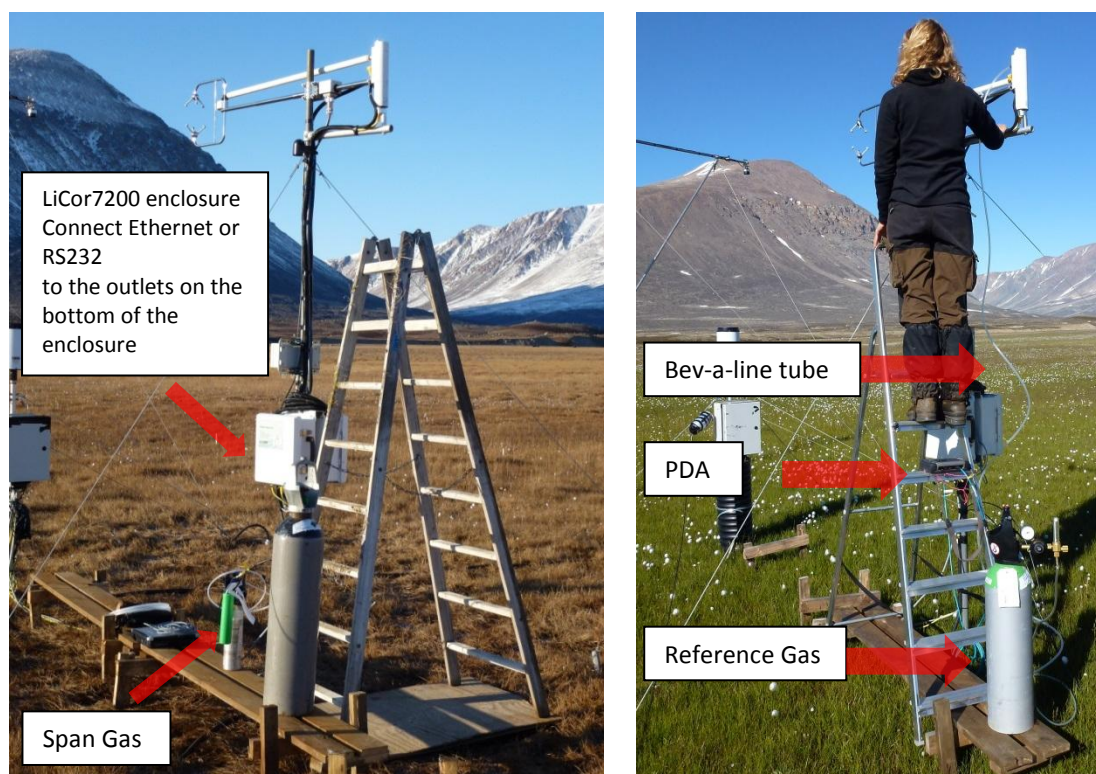 LiCor7200 enclosure
Connect Ethernet or
RS232
to the outlets on the
bottom of the
enclosure
Span Gas
Bev-a-line tube
PDA
Reference Gas